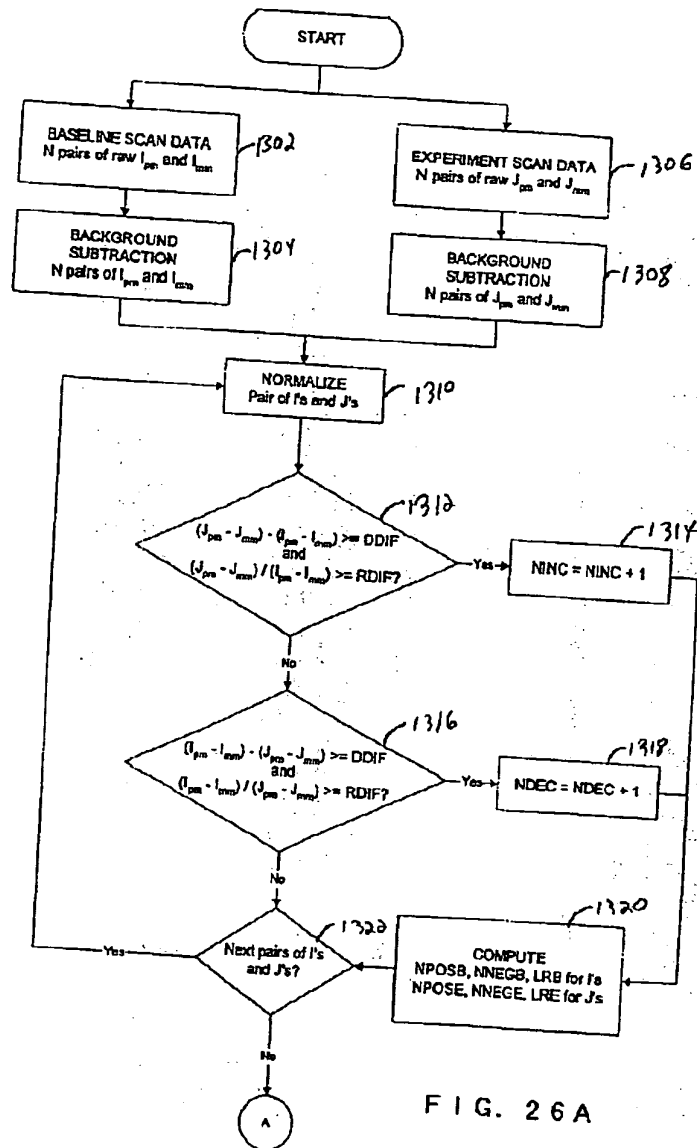 START
BASELINE SCAN DATA
N pairs of raw Ipm and Imm
1302
EXPERIMENT SCAN DATA
N pairs of raw Jpm and Jmm
1306
BACKGROUND
SUBTRACTION
N pairs of Ipm and Imm
1304
BACKGROUND
SUBTRACTION
N pairs of Jpm and Jmm
1308
NORMALIZE
Pair of I's and J's
1310
1312
(Jpm - Jmm) - (Ipm - Imm) >= DDIF
and
(Jpm - Jmm) / (Ipm - Imm) >= RDIF?
Yes
1314
NINC = NINC + 1
No
1316
(Ipm - Imm) - (Jpm - Jmm) >= DDIF
and
(Ipm - Imm) / (Jpm - Jmm) >= RDIF?
Yes
1318
NDEC = NDEC + 1
No
1322
Next pairs of I's
and J's?
Yes
1320
COMPUTE
NPOSB, NNEGB, LRB for I's
NPOSE, NNEGE, LRE for J's
No
A
FIG. 26A